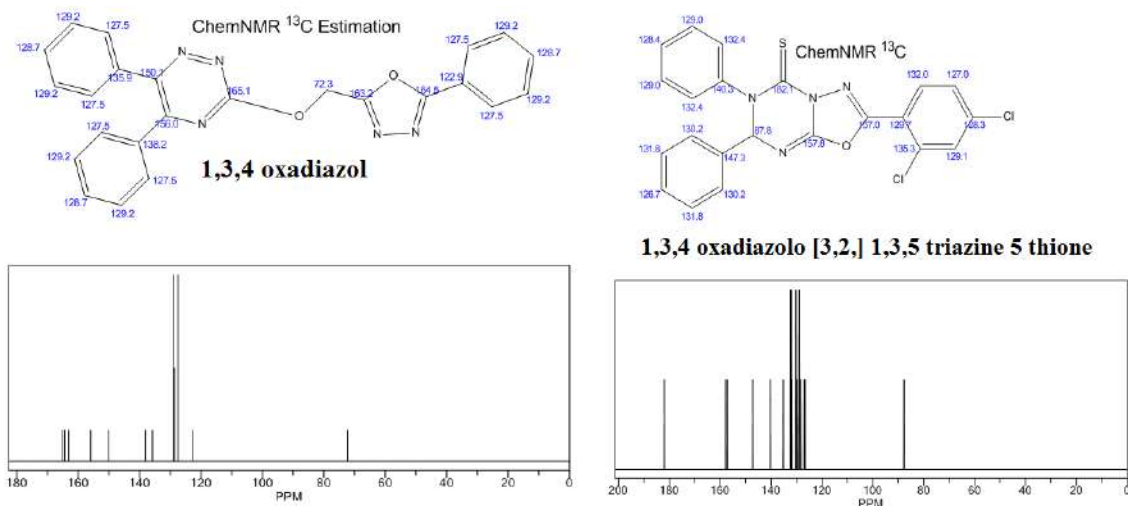 ChemNMR 13C Estimation
129.2
127.5
128.7
135.9
150.1
N
N
129.2
127.5
165.1
156.0
N
O
72.3
163.2
O
164.5
N
N
122.9
127.5
129.2
128.7
129.2
127.5
127.5
138.2
129.2
127.5
128.7
129.2
1,3,4 oxadiazol
180 160 140 120 100 80 60 40 20 0
PPM
ChemNMR 13C
129.0
128.4
132.4
S
129.0
140.3
N
182.1
N
N
132.4
132.0
127.0
130.2
87.8
157.0
128.3
Cl
131.8
147.3
N
157.8
O
135.3
129.1
Cl
126.7
130.2
131.8
1,3,4 oxadiazolo [3,2,] 1,3,5 triazine 5 thione
200 180 160 140 120 100 80 60 40 20 0
PPM